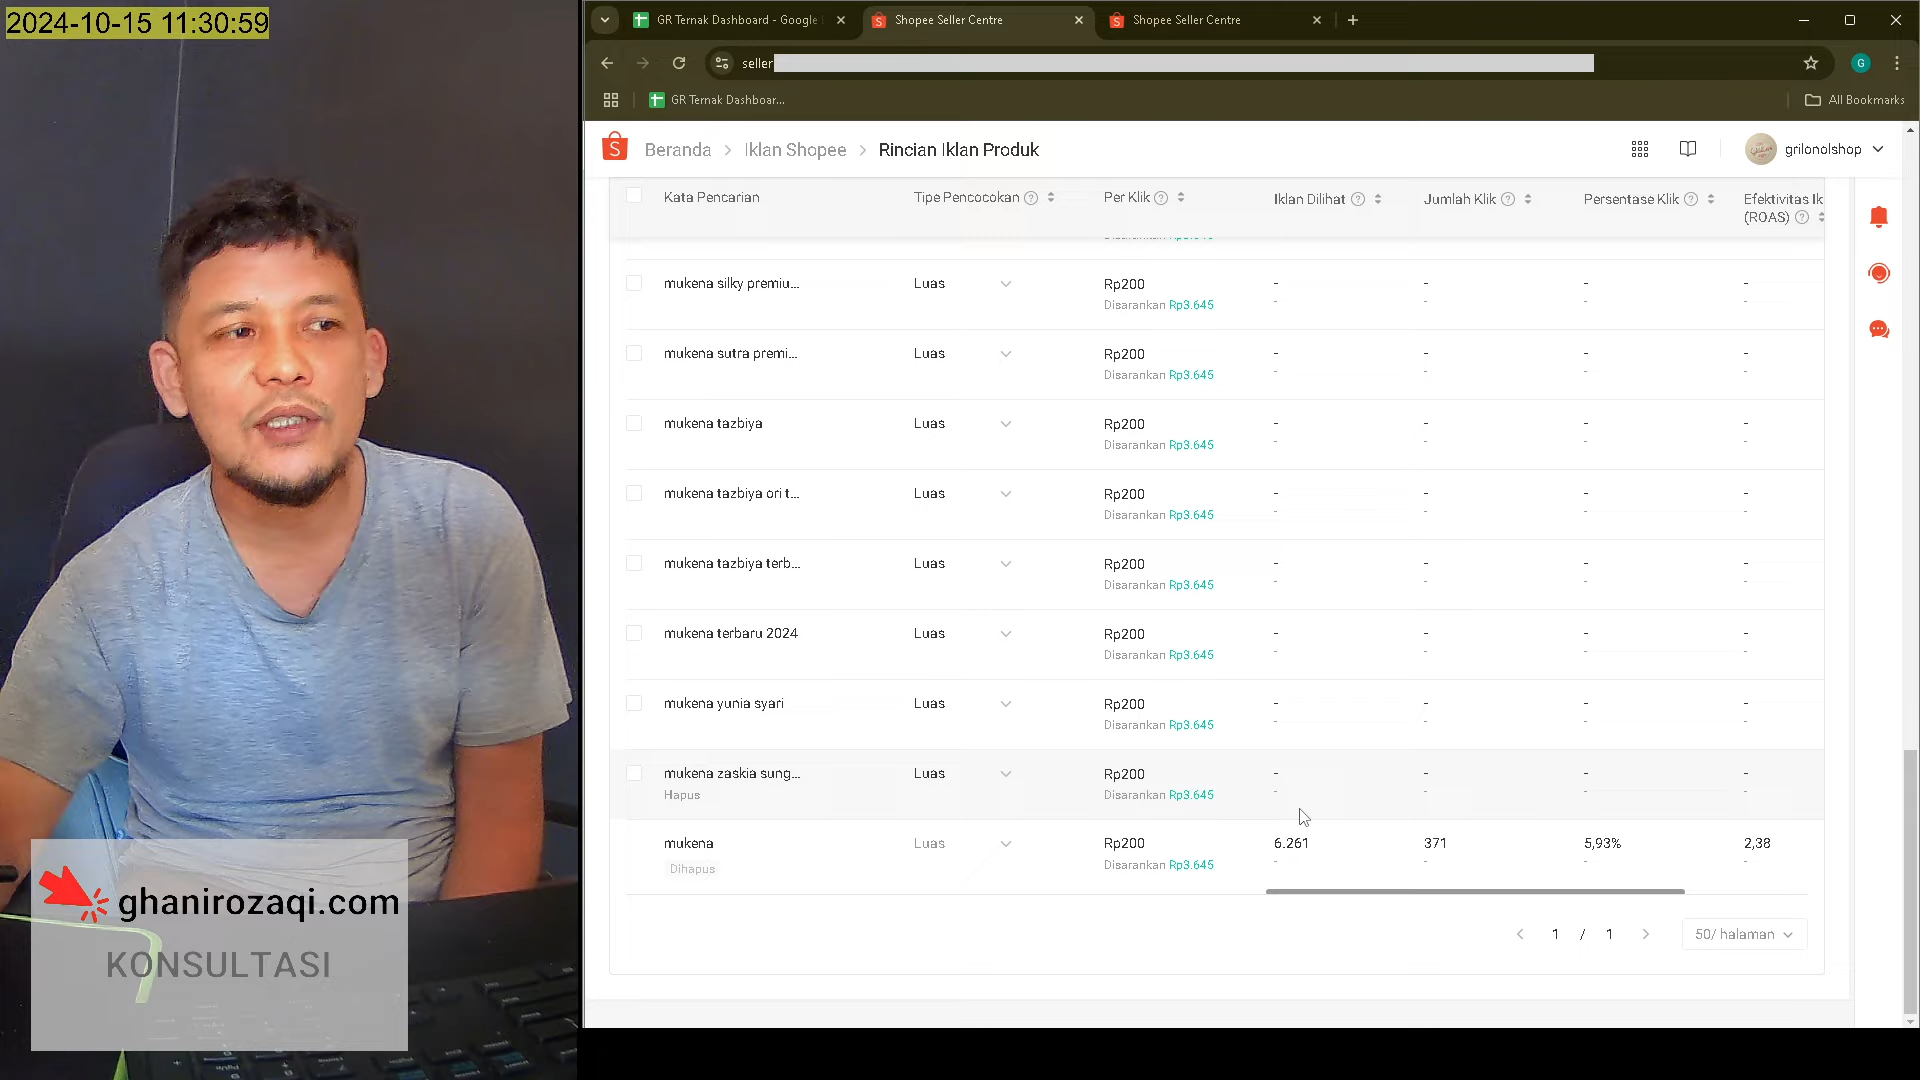 2024-10-15 11:30:59
GR Ternak Dashboard - Google
Shopee Seller Centre
Shopee Seller Centre
seller
G
GR Ternak Dashboar...
All Bookmarks
S
Beranda > Iklan Shopee > Rincian Iklan Produk
grilonolshop
Kata Pencarian
Tipe Pencocokan
Per Klik
Iklan Dilihat
Jumlah Klik
Persentase Klik
Efektivitas Ik
(ROAS)
mukena silky premiu...
Luas
Rp200
- - - -
Disarankan Rp3.645
- - - -
mukena sutra premi...
Luas
Rp200
- - - -
Disarankan Rp3.645
- - - -
mukena tazbiya
Luas
Rp200
- - - -
Disarankan Rp3.645
- - - -
mukena tazbiya ori t...
Luas
Rp200
- - - -
Disarankan Rp3.645
- - - -
mukena tazbiya terb...
Luas
Rp200
- - - -
Disarankan Rp3.645
- - - -
mukena terbaru 2024
Luas
Rp200
- - - -
Disarankan Rp3.645
- - - -
mukena yunia syari
Luas
Rp200
- - - -
Disarankan Rp3.645
- - - -
mukena zaskia sung...
Luas
Rp200
- - - -
Hapus
Disarankan Rp3.645
- - - -
mukena
Luas
Rp200
6.261
371
5,93%
2,38
Dihapus
Disarankan Rp3.645
- - - -
1 / 1
50/ halaman
ghanirozaqi.com
KONSULTASI